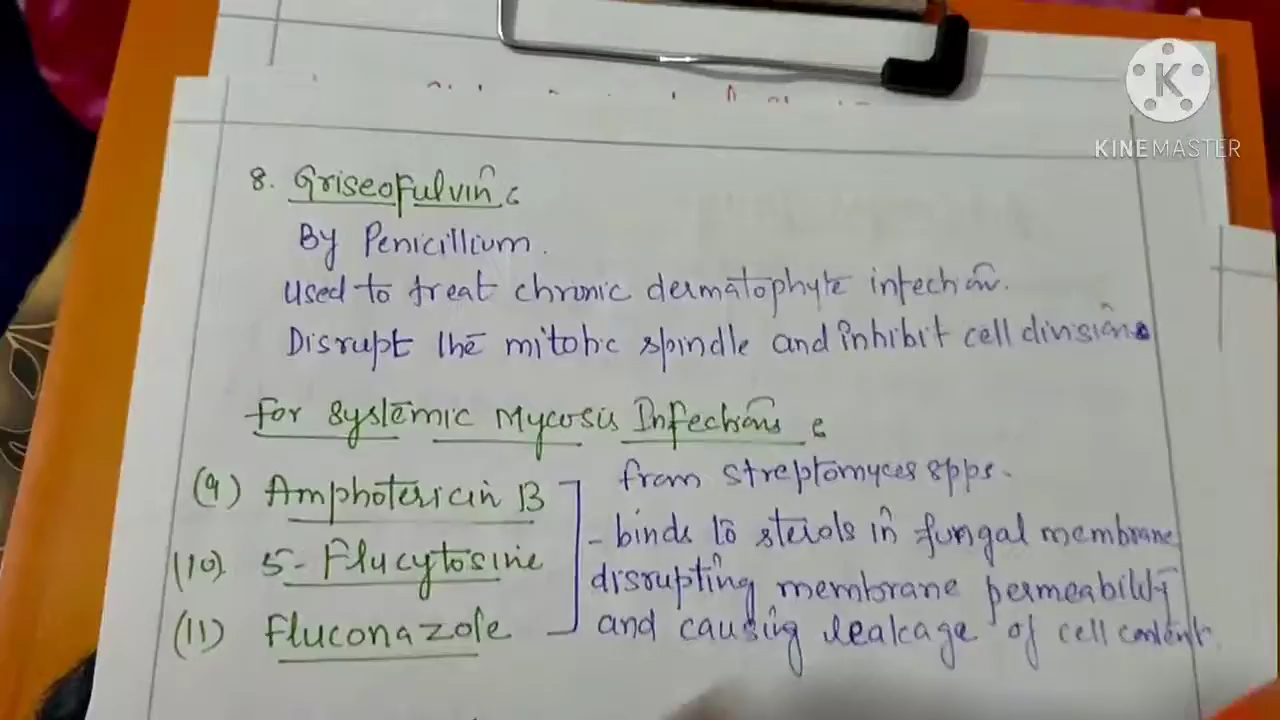 K
KINEMASTER
8. Griseofulvin :
By Penicillium.
used to treat chronic dermatophyte infection.
Disrupt the mitotic spindle and inhibit cell division.
for systemic Mycosis Infections :
(9) Amphotericin B
(10). 5- Flucytosine
(11) Fluconazole
from streptomyces spps.
- binds to sterols in fungal membrane
disrupting membrane permeability
and causing leakage of cell content.